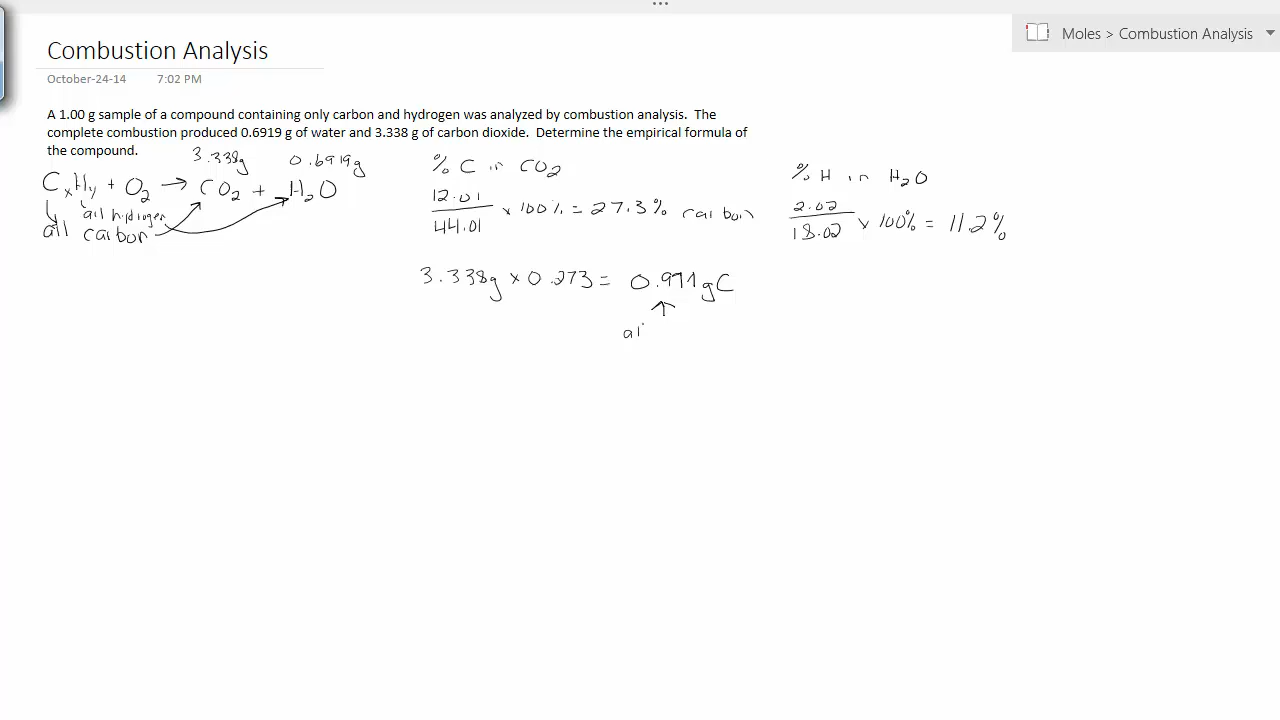 Moles > Combustion Analysis
Combustion Analysis
October-24-14 7:02 PM
A 1.00 g sample of a compound containing only carbon and hydrogen was analyzed by combustion analysis. The
complete combustion produced 0.6919 g of water and 3.338 g of carbon dioxide. Determine the empirical formula of
the compound.
3.338g 0.6919g
CxHy + O2 → CO2 + H2O
all hydrogen
all carbon
% C in CO2
12.01
44.01
x 100% = 27.3% carbon
% H in H2O
2.02
18.02
x 100% = 11.2%
3.338g x 0.273 = 0.911gC
↑
al